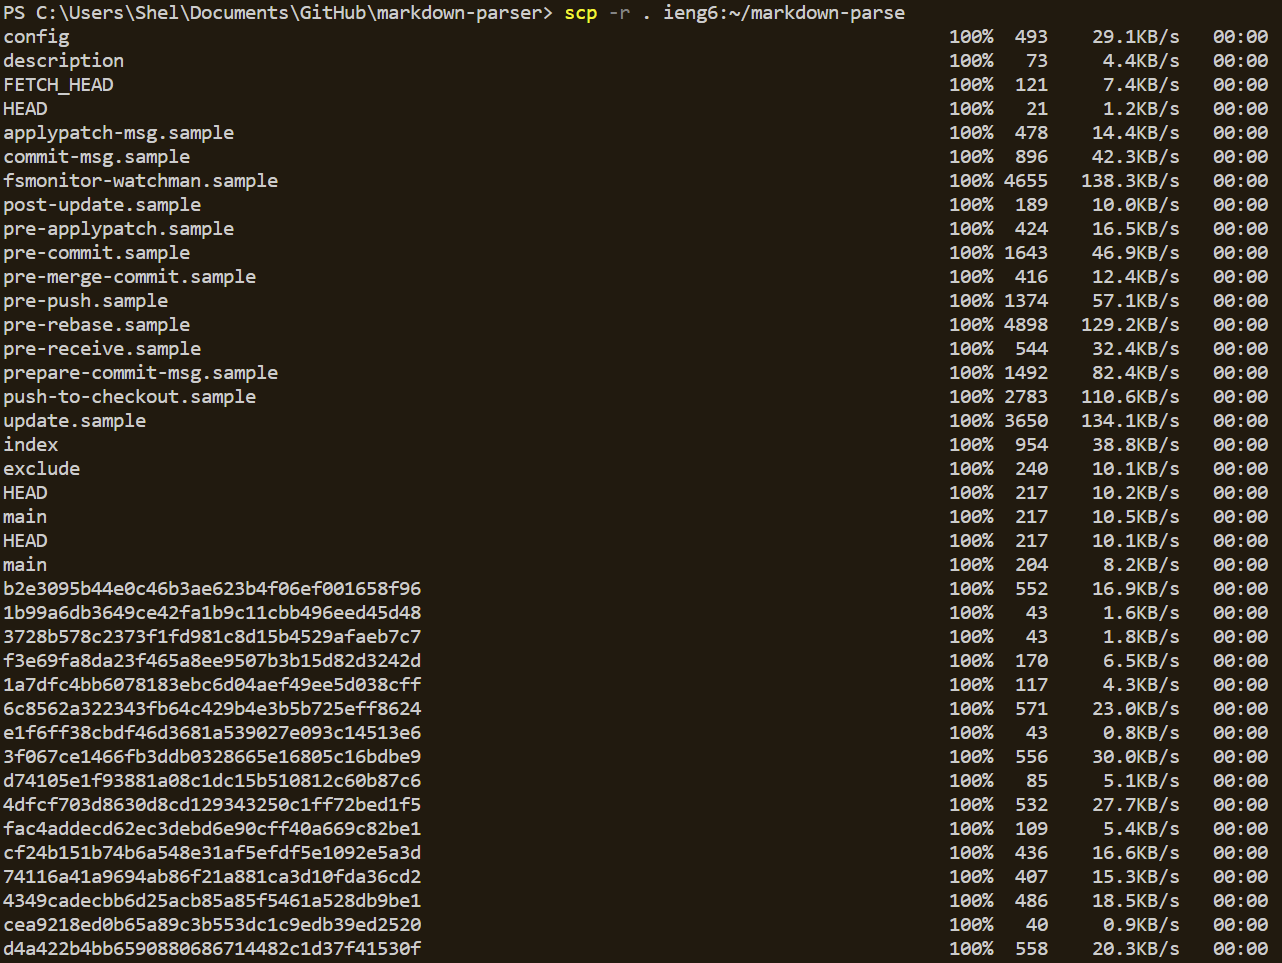 PS C:\Users\Shel\Documents\GitHub\markdown-parser> scp -r . ieng6:~/markdown-parse
config 100% 493 29.1KB/s 00:00
description 100% 73 4.4KB/s 00:00
FETCH_HEAD 100% 121 7.4KB/s 00:00
HEAD 100% 21 1.2KB/s 00:00
applypatch-msg.sample 100% 478 14.4KB/s 00:00
commit-msg.sample 100% 896 42.3KB/s 00:00
fsmonitor-watchman.sample 100% 4655 138.3KB/s 00:00
post-update.sample 100% 189 10.0KB/s 00:00
pre-applypatch.sample 100% 424 16.5KB/s 00:00
pre-commit.sample 100% 1643 46.9KB/s 00:00
pre-merge-commit.sample 100% 416 12.4KB/s 00:00
pre-push.sample 100% 1374 57.1KB/s 00:00
pre-rebase.sample 100% 4898 129.2KB/s 00:00
pre-receive.sample 100% 544 32.4KB/s 00:00
prepare-commit-msg.sample 100% 1492 82.4KB/s 00:00
push-to-checkout.sample 100% 2783 110.6KB/s 00:00
update.sample 100% 3650 134.1KB/s 00:00
index 100% 954 38.8KB/s 00:00
exclude 100% 240 10.1KB/s 00:00
HEAD 100% 217 10.2KB/s 00:00
main 100% 217 10.5KB/s 00:00
HEAD 100% 217 10.1KB/s 00:00
main 100% 204 8.2KB/s 00:00
b2e3095b44e0c46b3ae623b4f06ef001658f96 100% 552 16.9KB/s 00:00
1b99a6db3649ce42fa1b9c11cbb496eed45d48 100% 43 1.6KB/s 00:00
3728b578c2373f1fd981c8d15b4529afaeb7c7 100% 43 1.8KB/s 00:00
f3e69fa8da23f465a8ee9507b3b15d82d3242d 100% 170 6.5KB/s 00:00
1a7dfc4bb6078183ebc6d04aef49ee5d038cff 100% 117 4.3KB/s 00:00
6c8562a322343fb64c429b4e3b5b725eff8624 100% 571 23.0KB/s 00:00
e1f6ff38cbdf46d3681a539027e093c14513e6 100% 43 0.8KB/s 00:00
3f067ce1466fb3ddb0328665e16805c16bdbe9 100% 556 30.0KB/s 00:00
d74105e1f93881a08c1dc15b510812c60b87c6 100% 85 5.1KB/s 00:00
4dfcf703d8630d8cd129343250c1ff72bed1f5 100% 532 27.7KB/s 00:00
fac4addecd62ec3debd6e90cff40a669c82be1 100% 109 5.4KB/s 00:00
cf24b151b74b6a548e31af5efdf5e1092e5a3d 100% 436 16.6KB/s 00:00
74116a41a9694ab86f21a881ca3d10fda36cd2 100% 407 15.3KB/s 00:00
4349cadecbb6d25acb85a85f5461a528db9be1 100% 486 18.5KB/s 00:00
cea9218ed0b65a89c3b553dc1c9edb39ed2520 100% 40 0.9KB/s 00:00
d4a422b4bb6590880686714482c1d37f41530f 100% 558 20.3KB/s 00:00